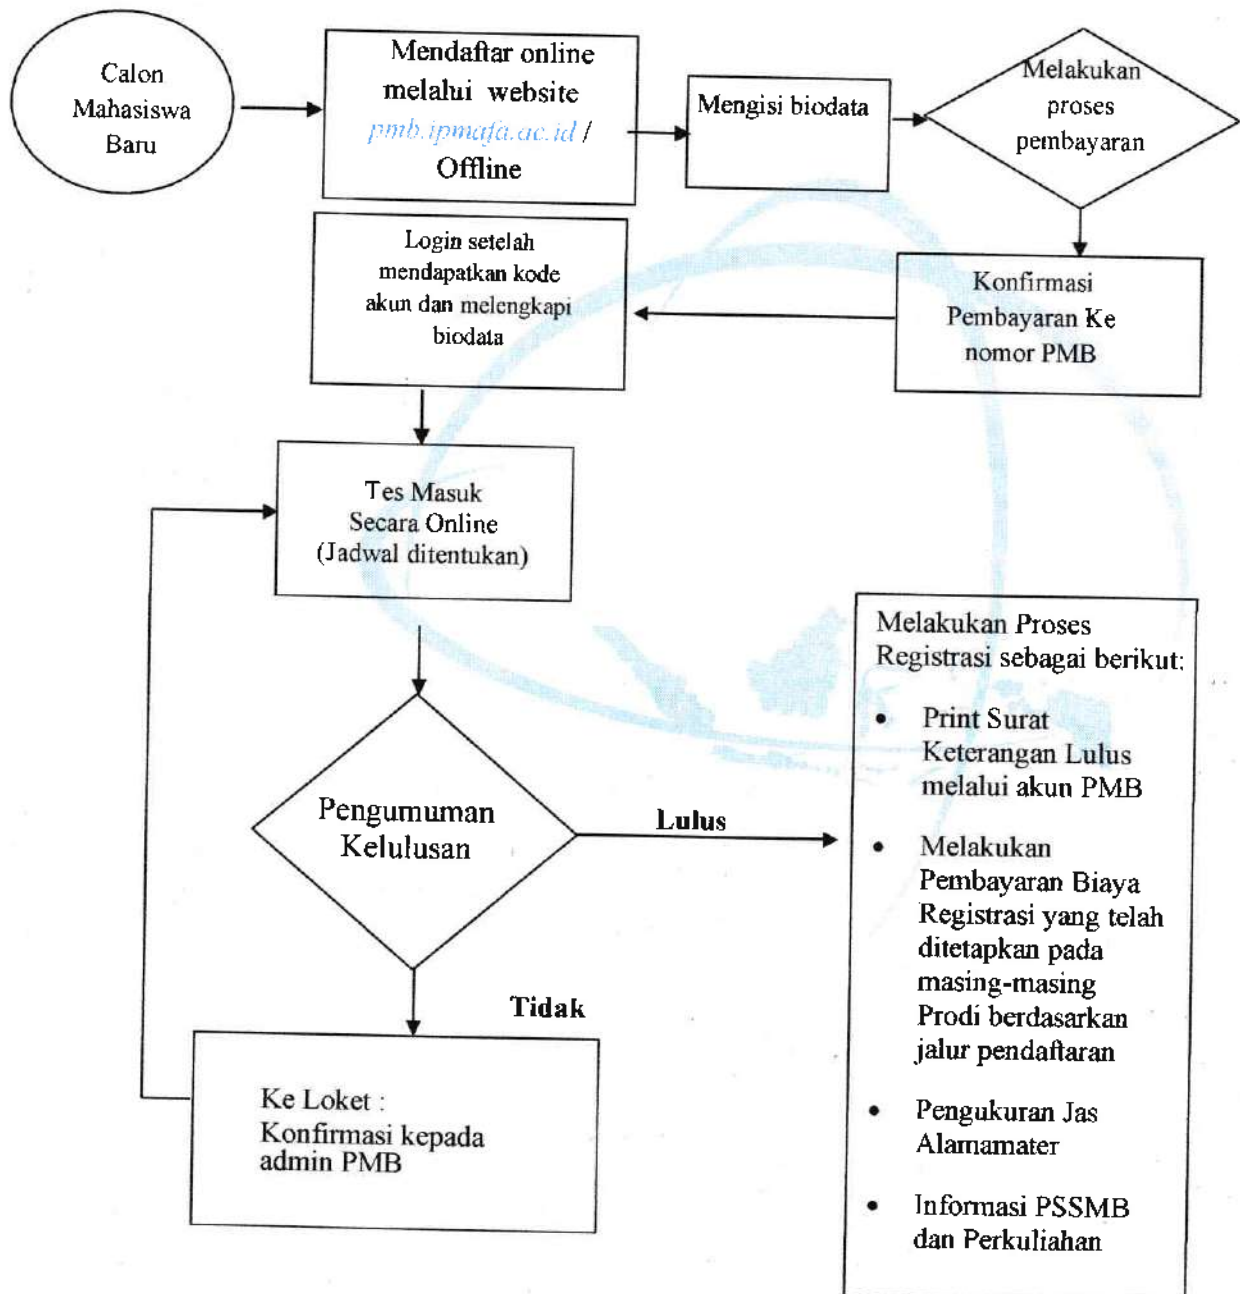 Calon
Mahasiswa
Baru
Mendaftar online
melalui website
pmb.ipmafa.ac.id /
Offline
Mengisi biodata
Melakukan
proses
pembayaran
Konfirmasi
Pembayaran Ke
nomor PMB
Login setelah
mendapatkan kode
akun dan melengkapi
biodata
Tes Masuk
Secara Online
(Jadwal ditentukan)
Pengumuman
Kelulusan
Lulus
Tidak
Ke Loket :
Konfirmasi kepada
admin PMB
Melakukan Proses
Registrasi sebagai berikut:
• Print Surat
Keterangan Lulus
melalui akun PMB
• Melakukan
Pembayaran Biaya
Registrasi yang telah
ditetapkan pada
masing-masing
Prodi berdasarkan
jalur pendaftaran
• Pengukuran Jas
Alamamater
• Informasi PSSMB
dan Perkuliahan